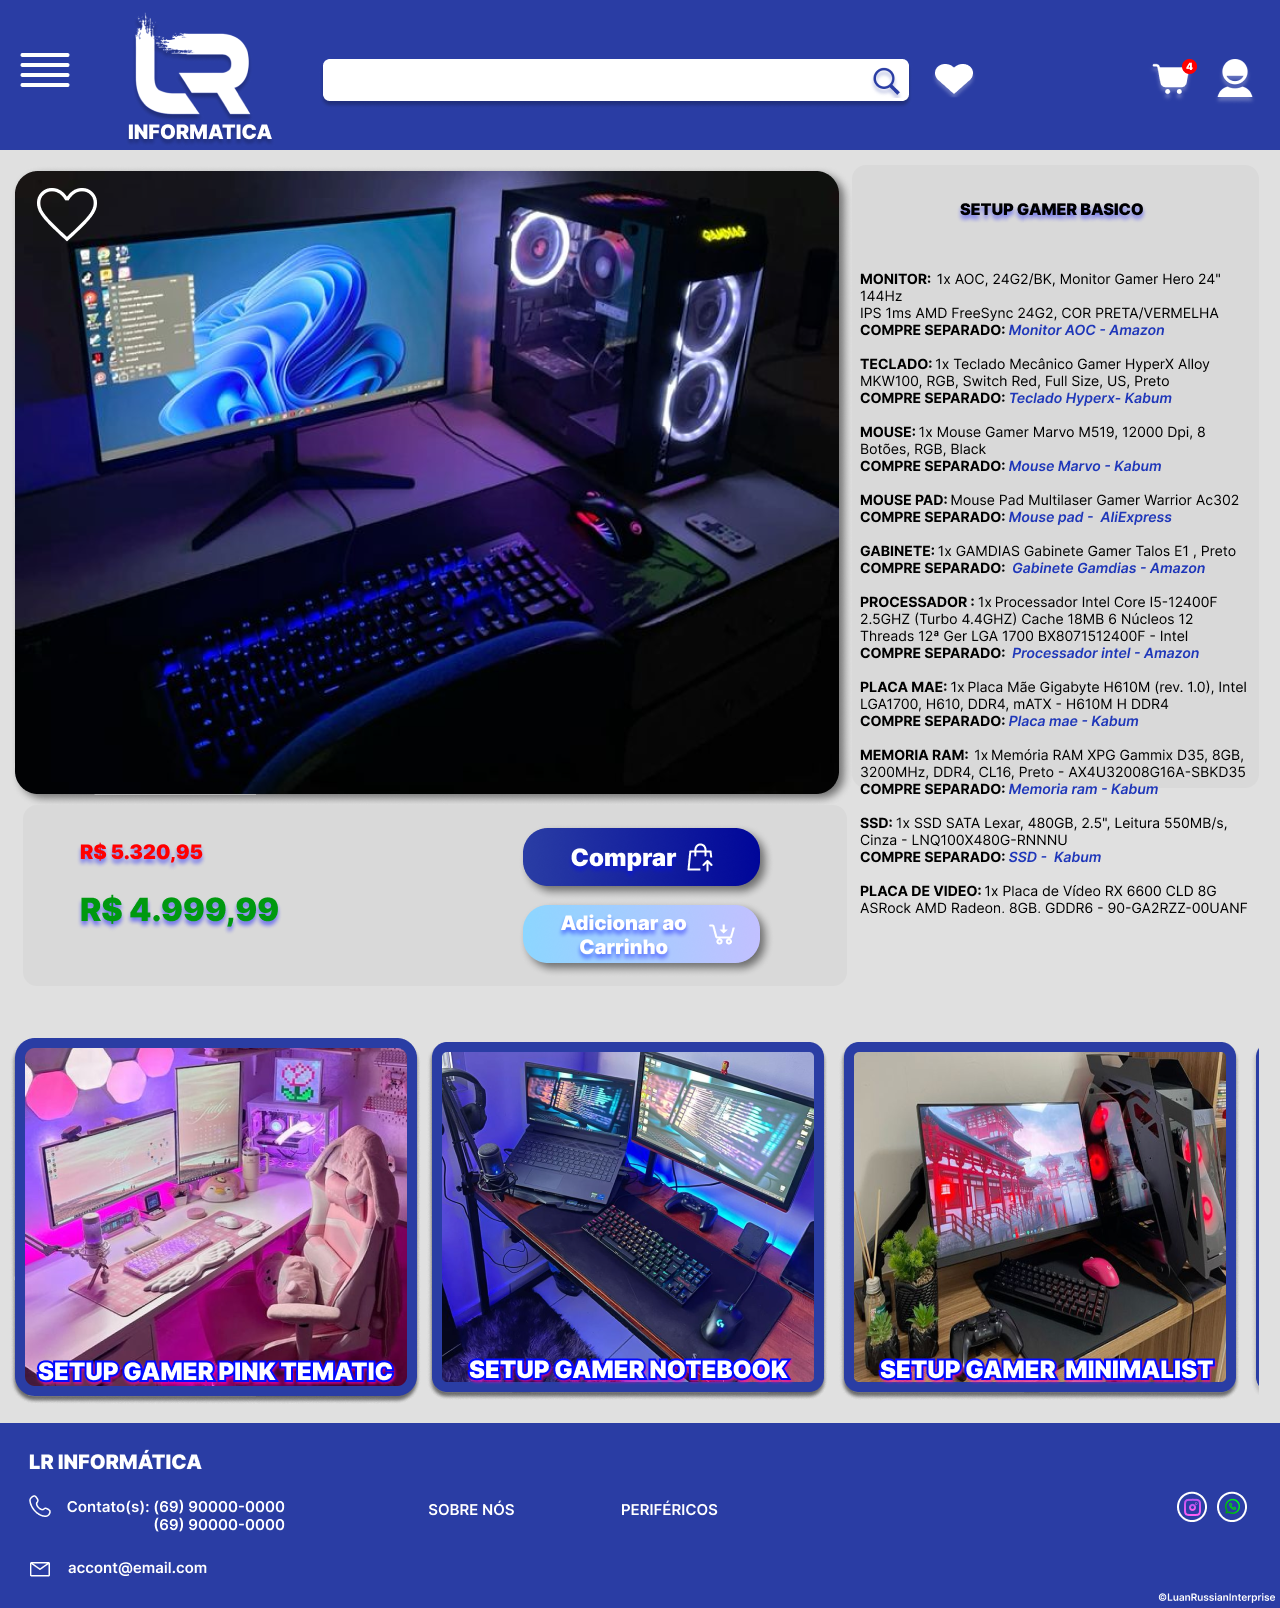 LR
INFORMATICA
4
GAMDIAS
SETUP GAMER BASICO
MONITOR: 1x AOC, 24G2/BK, Monitor Gamer Hero 24"
144Hz
IPS 1ms AMD FreeSync 24G2, COR PRETA/VERMELHA
COMPRE SEPARADO: Monitor AOC - Amazon
TECLADO: 1x Teclado Mecânico Gamer HyperX Alloy
MKW100, RGB, Switch Red, Full Size, US, Preto
COMPRE SEPARADO: Teclado Hyperx- Kabum
MOUSE: 1x Mouse Gamer Marvo M519, 12000 Dpi, 8
Botões, RGB, Black
COMPRE SEPARADO: Mouse Marvo - Kabum
MOUSE PAD: Mouse Pad Multilaser Gamer Warrior Ac302
COMPRE SEPARADO: Mouse pad - AliExpress
GABINETE: 1x GAMDIAS Gabinete Gamer Talos E1 , Preto
COMPRE SEPARADO: Gabinete Gamdias - Amazon
PROCESSADOR : 1x Processador Intel Core I5-12400F
2.5GHZ (Turbo 4.4GHZ) Cache 18MB 6 Núcleos 12
Threads 12ª Ger LGA 1700 BX8071512400F - Intel
COMPRE SEPARADO: Processador intel - Amazon
PLACA MAE: 1x Placa Mãe Gigabyte H610M (rev. 1.0), Intel
LGA1700, H610, DDR4, mATX - H610M H DDR4
COMPRE SEPARADO: Placa mae - Kabum
MEMORIA RAM: 1x Memória RAM XPG Gammix D35, 8GB,
3200MHz, DDR4, CL16, Preto - AX4U32008G16A-SBKD35
COMPRE SEPARADO: Memoria ram - Kabum
SSD: 1x SSD SATA Lexar, 480GB, 2.5", Leitura 550MB/s,
Cinza - LNQ100X480G-RNNNU
COMPRE SEPARADO: SSD - Kabum
PLACA DE VIDEO: 1x Placa de Vídeo RX 6600 CLD 8G
ASRock AMD Radeon, 8GB, GDDR6 - 90-GA2RZZ-00UANF
R$ 5.320,95
R$ 4.999,99
Comprar
Adicionar ao
Carrinho
SETUP GAMER PINK TEMATIC
SETUP GAMER NOTEBOOK
SETUP GAMER MINIMALIST
LR INFORMÁTICA
Contato(s): (69) 90000-0000
(69) 90000-0000
accont@email.com
SOBRE NÓS
PERIFÉRICOS
©LuanRussianInterprise